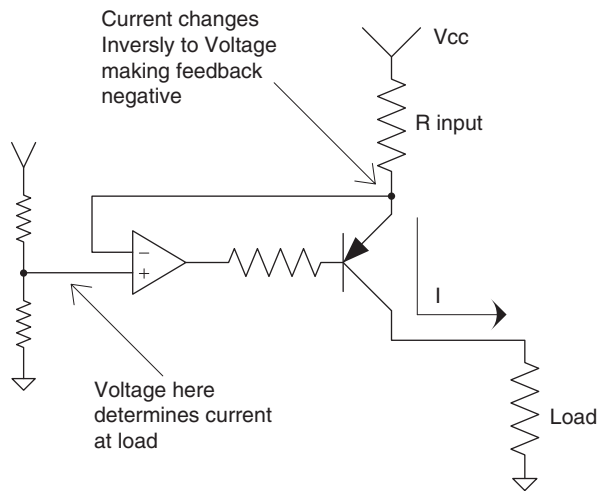 Current changes
Inversly to Voltage
making feedback
negative
Vcc
R input
−
+
I
Voltage here
determines current
at load
Load